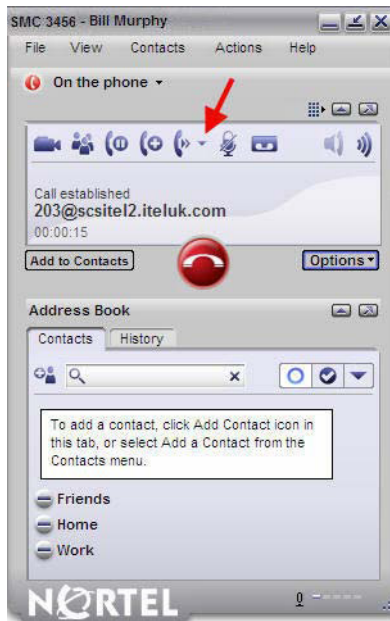 SMC 3456 - Bill Murphy
File View Contacts Actions Help
On the phone
Call established
203@scsitel2.iteluk.com
00:00:15
Add to Contacts Options
Address Book
Contacts History
To add a contact, click Add Contact icon in
this tab, or select Add a Contact from the
Contacts menu.
Friends
Home
Work
NORTEL